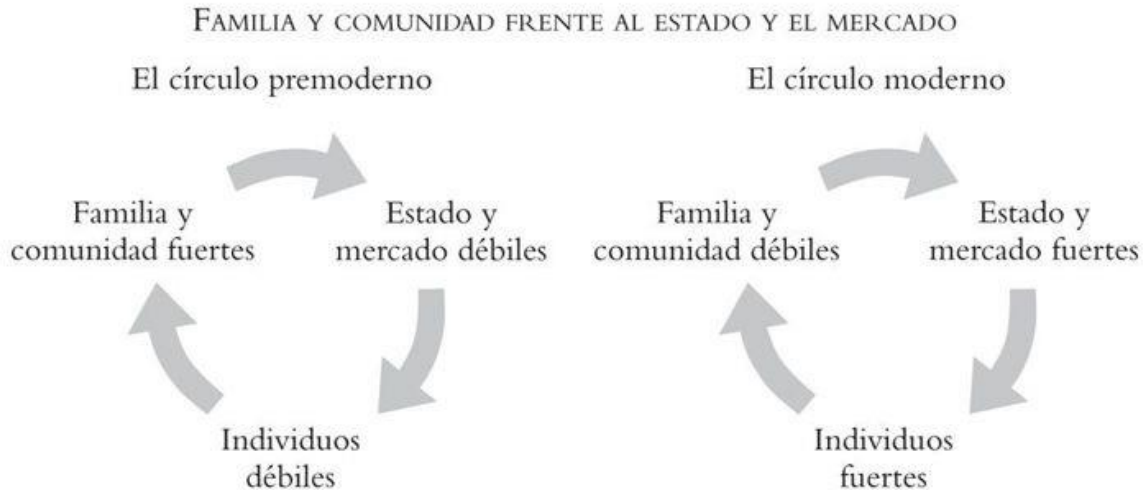 FAMILIA Y COMUNIDAD FRENTE AL ESTADO Y EL MERCADO
El círculo premoderno
Familia y
comunidad fuertes
Estado y
mercado débiles
Individuos
débiles
El círculo moderno
Familia y
comunidad débiles
Estado y
mercado fuertes
Individuos
fuertes